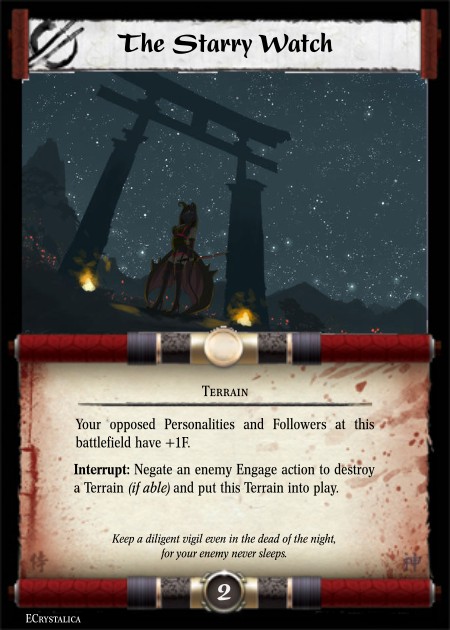 The Starry Watch
Terrain
Your opposed Personalities and Followers at this
battlefield have +1F.
Interrupt: Negate an enemy Engage action to destroy
a Terrain (if able) and put this Terrain into play.
Keep a diligent vigil even in the dead of the night,
for your enemy never sleeps.
侍
神
2
ECrystalica